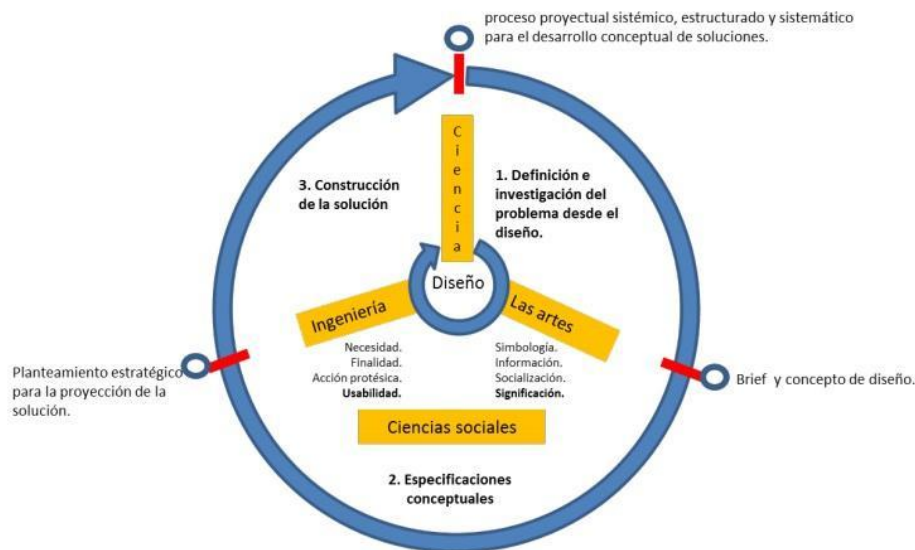 proceso proyectual sistémico, estructurado y sistemático
para el desarrollo conceptual de soluciones.
Ciencia
3. Construcción
de la solución
1. Definición e
investigación del
problema desde el
diseño.
Diseño
Ingeniería
Las artes
Necesidad.
Finalidad.
Acción protésica.
Usabilidad.
Simbología.
Información.
Socialización.
Significación.
Planteamiento estratégico
para la proyección de la
solución.
Brief y concepto de diseño.
Ciencias sociales
2. Especificaciones
conceptuales